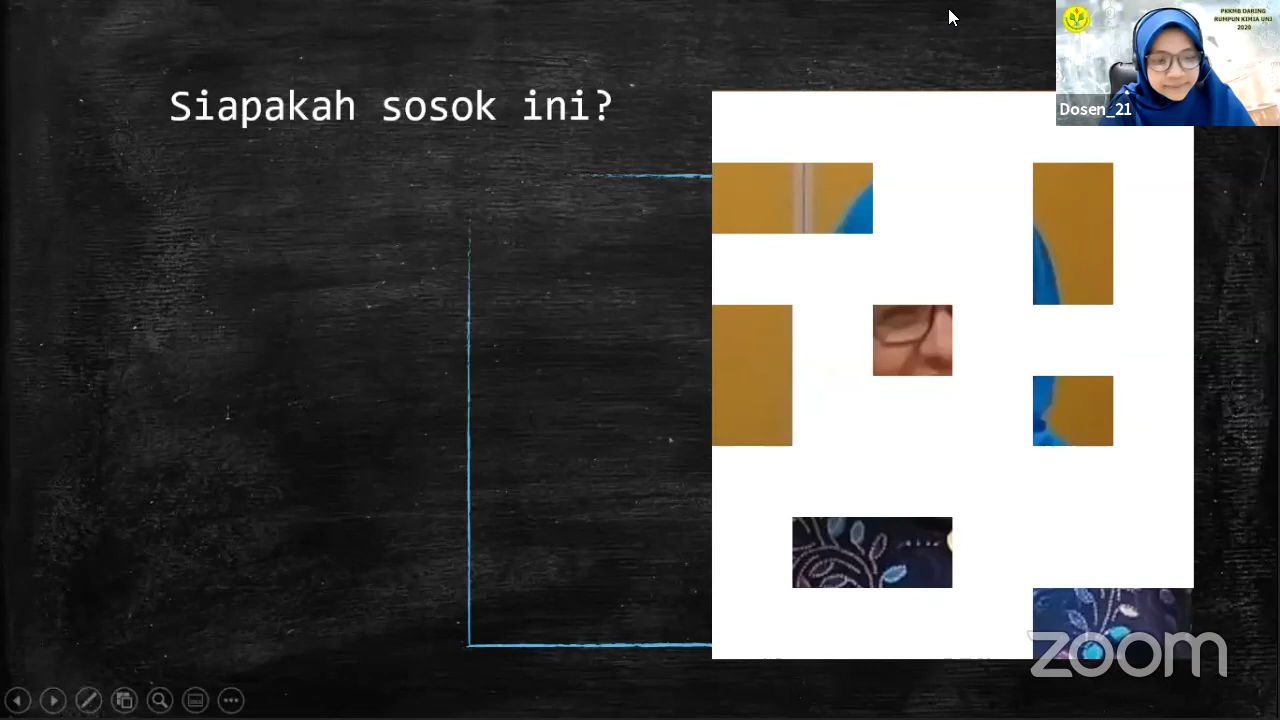 PKKMB DARING
RUMPUN KIMIA UNJ
2020
Siapakah sosok ini?
Dosen_21
zoom